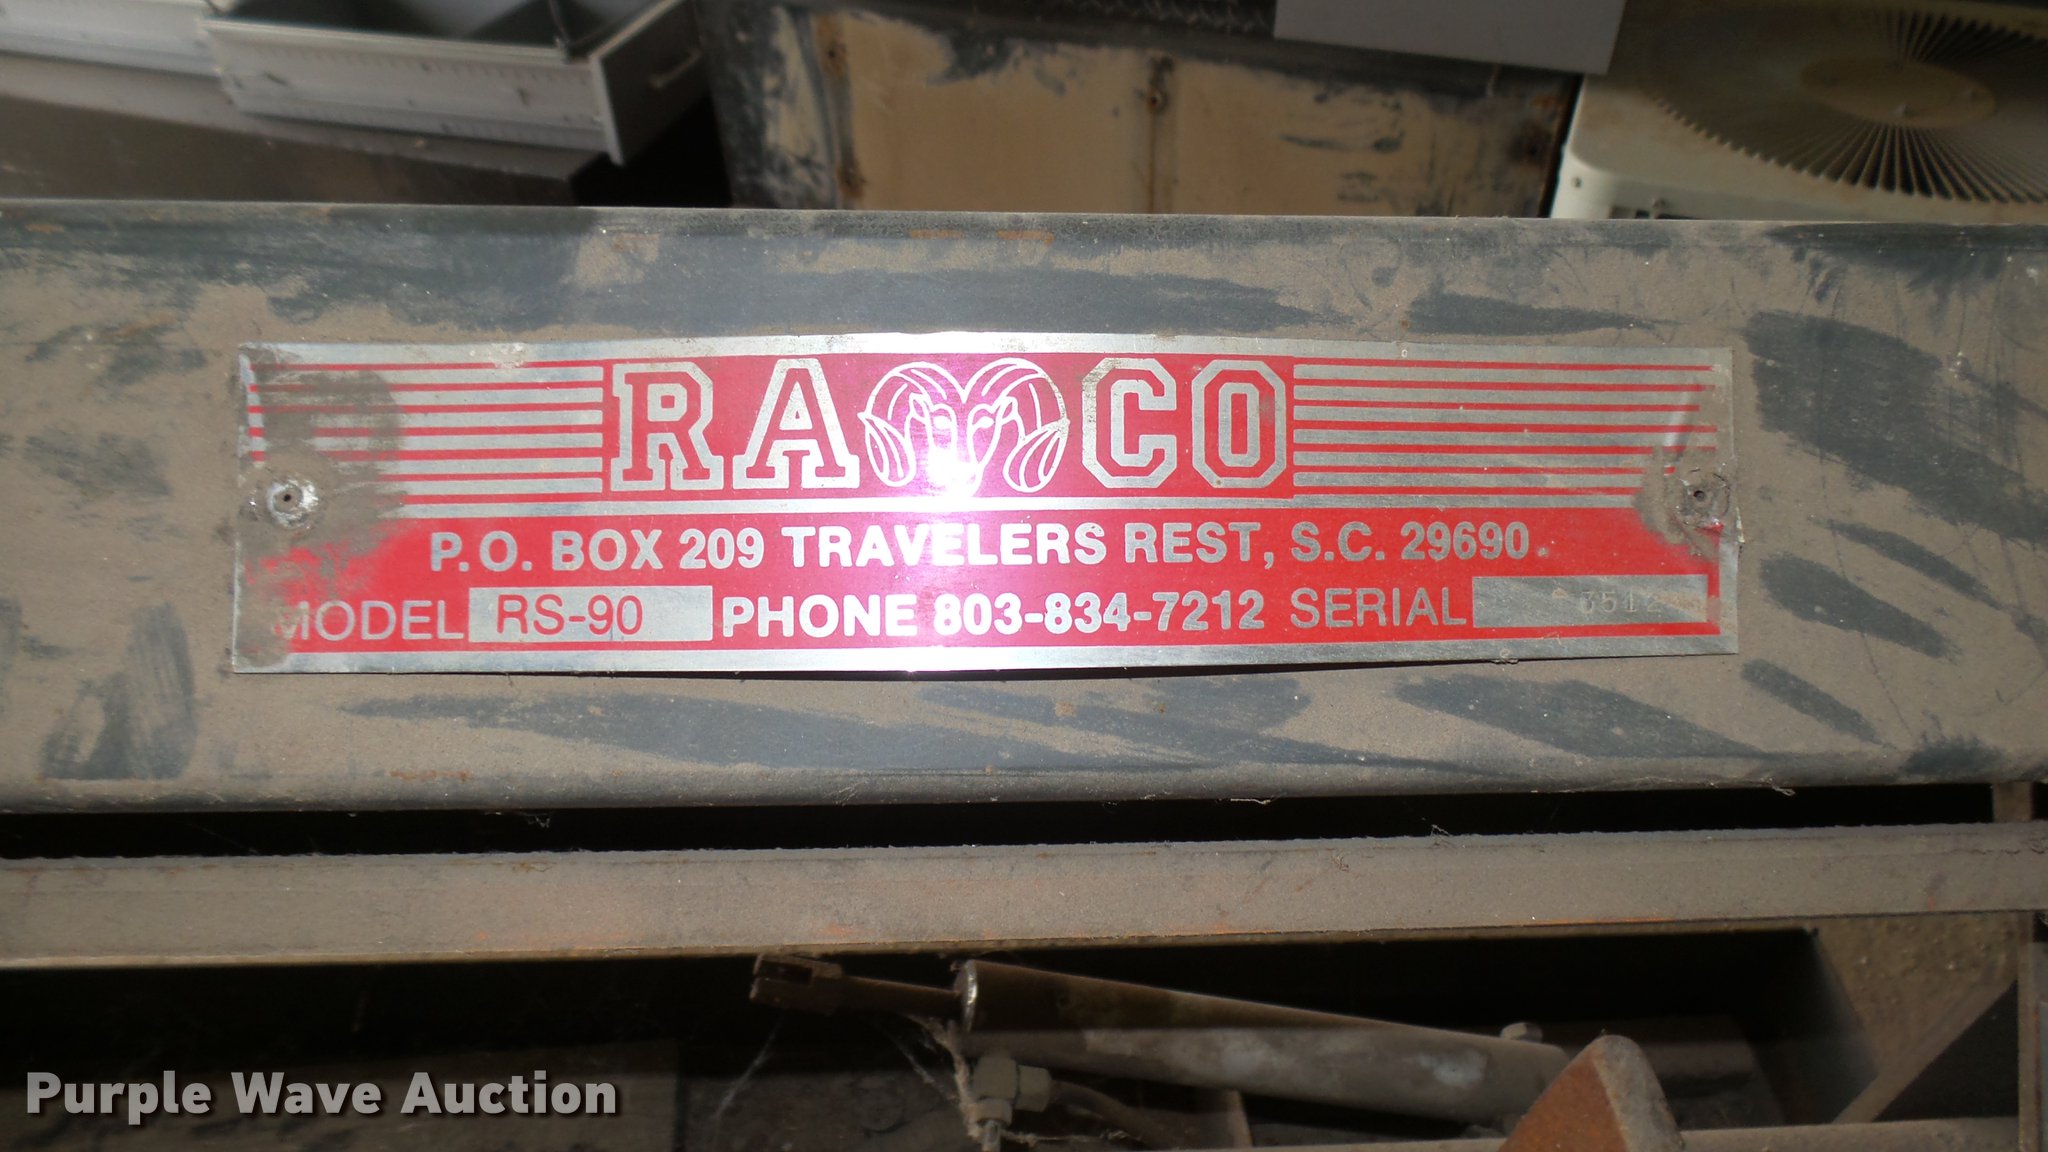 RAMCO
P.O. BOX 209 TRAVELERS REST, S.C. 29690
MODEL RS-90 PHONE 803-834-7212 SERIAL
Purple Wave Auction